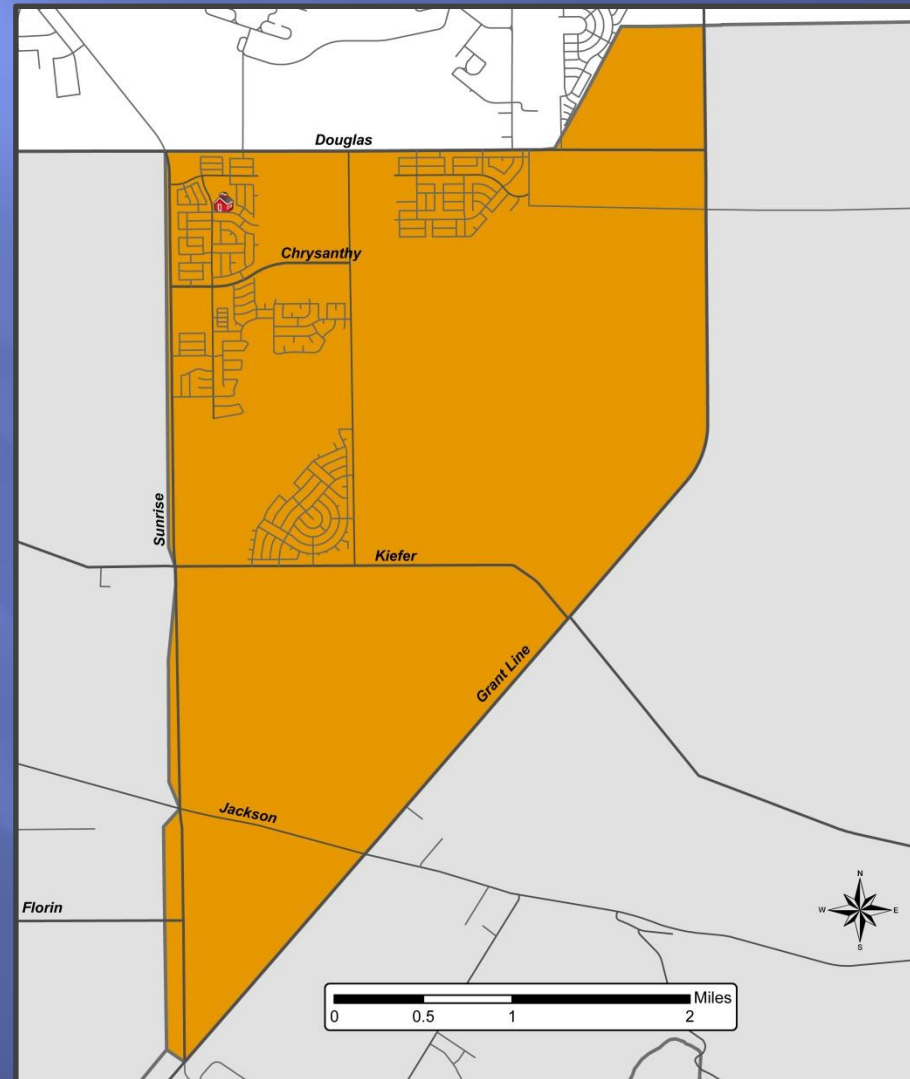 Douglas
Chrysanthy
Sunrise
Kiefer
Grant Line
Jackson
Florin
N
W E
S
Miles
0 0.5 1 2